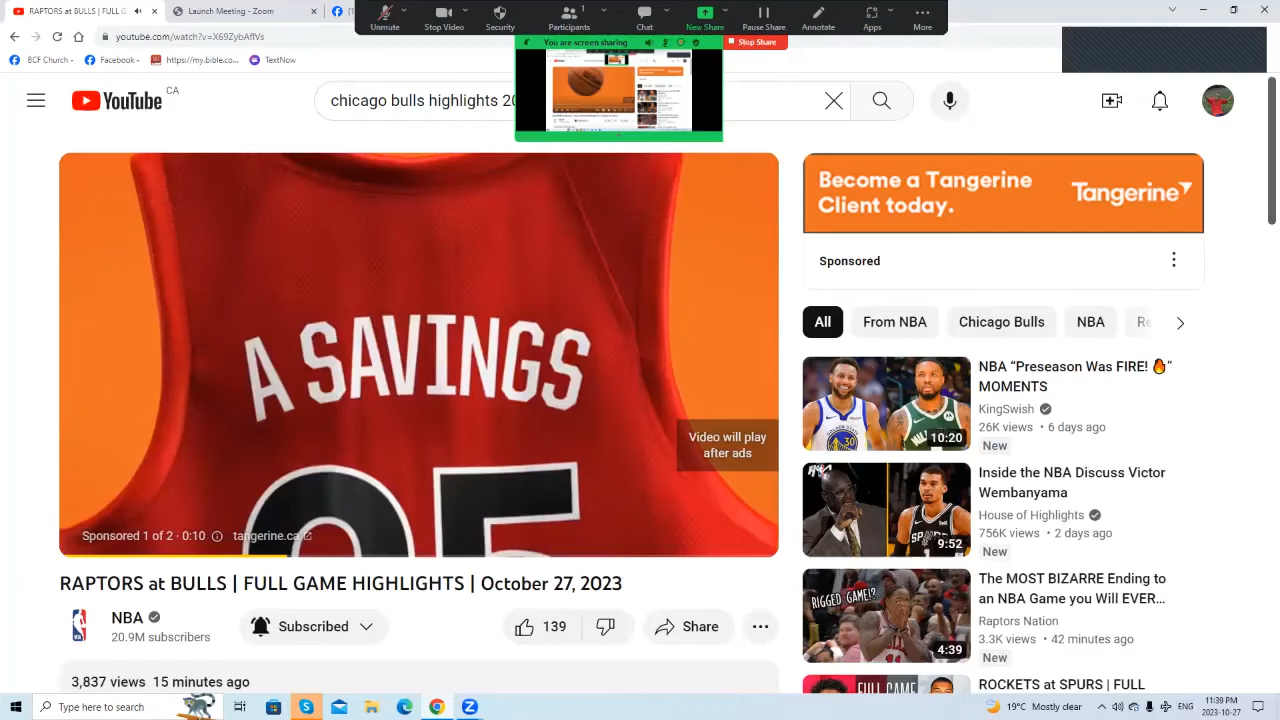 RAPTORS at BULLS | FULL G
Launch Meeting - Zoom
Unmute
Stop Video
Security
Participants
1
Chat
New Share
Pause Share
Annotate
Apps
More
You are screen sharing
Stop Share
youtube.com/watch?v=X69ZybAflVs
BCF Church -
Facebook
https
TextNow
YouTube CA
chicago bulls highlights 20
Become a Tangerine
Client today.
Tangerine
Sponsored
All
From NBA
Chicago Bulls
NBA
Re
A SAVINGS
Video will play
after ads
Sponsored 1 of 2 · 0:10
tangerine.ca
RAPTORS at BULLS | FULL GAME HIGHLIGHTS | October 27, 2023
NBA
20.9M subscribers
Subscribed
139
Share
3,837 views 15 minutes ago
NBA “Preseason Was FIRE! 🔥”
MOMENTS
KingSwish
26K views • 6 days ago
New
30
10:20
Inside the NBA Discuss Victor
Wembanyama
House of Highlights
756K views • 2 days ago
New
9:52
The MOST BIZARRE Ending to
an NBA Game you Will EVER...
Raptors Nation
3.3K views • 42 minutes ago
New
RIGGED GAME!?
4:39
ROCKETS at SPURS | FULL
FULL GAME
Type here to search
19°C Mostly clear
ENG
11:39 PM
2023-10-27